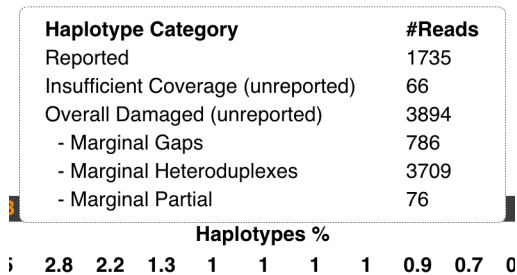 Haplotype Category #Reads
Reported 1735
Insufficient Coverage (unreported) 66
Overall Damaged (unreported) 3894
- Marginal Gaps 786
- Marginal Heteroduplexes 3709
- Marginal Partial 76
Haplotypes %
2.8 2.2 1.3 1 1 1 1 0.9 0.7